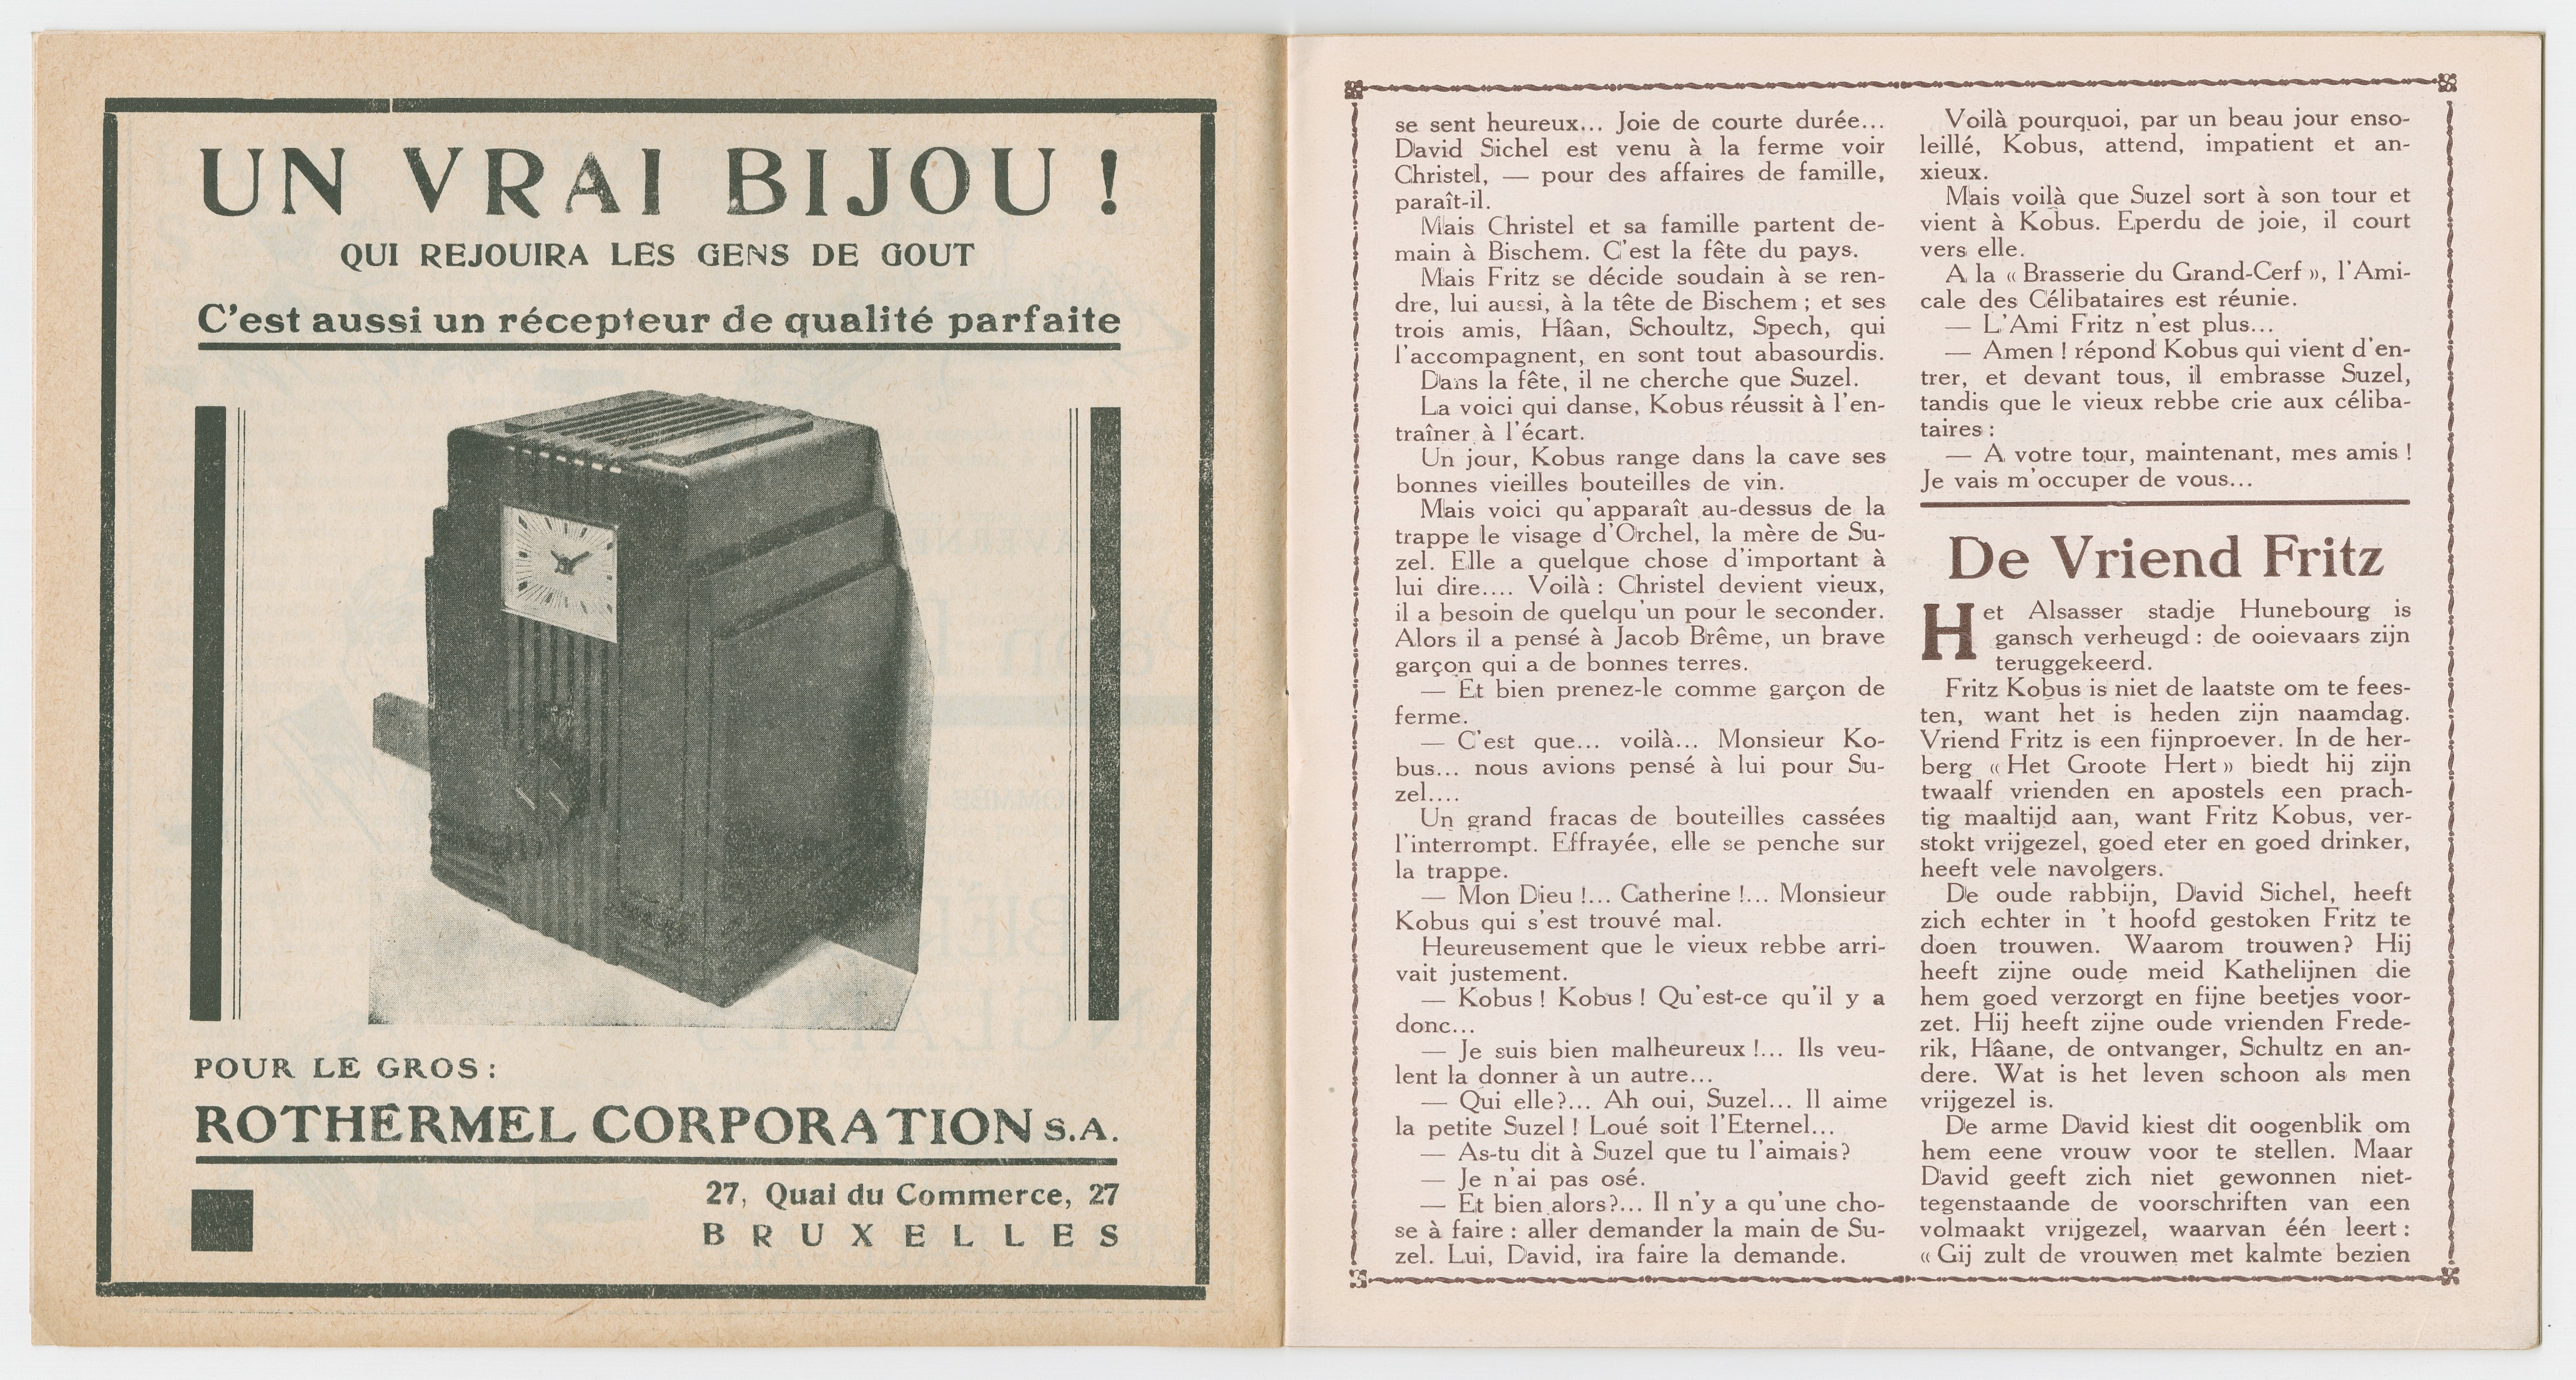 UN VRAI BIJOU !
QUI REJOUIRA LES GENS DE GOUT
C'est aussi un récepteur de qualité parfaite
POUR LE GROS :
ROTHERMEL CORPORATION S.A.
27, Quai du Commerce, 27
BRUXELLES
se sent heureux... Joie de courte durée...
David Sichel est venu à la ferme voir
Christel, — pour des affaires de famille,
paraît-il.
Mais Christel et sa famille partent de-
main à Bischem. C'est la fête du pays.
Mais Fritz se décide soudain à se ren-
dre, lui aussi, à la tête de Bischem ; et ses
trois amis, Hâan, Schoultz, Spech, qui
l'accompagnent, en sont tout abasourdis.
Dans la fête, il ne cherche que Suzel.
La voici qui danse, Kobus réussit à l'en-
traîner à l'écart.
Un jour, Kobus range dans la cave ses
bonnes vieilles bouteilles de vin.
Mais voici qu'apparaît au-dessus de la
trappe le visage d'Orchel, la mère de Su-
zel. Elle a quelque chose d'important à
lui dire.... Voilà : Christel devient vieux,
il a besoin de quelqu'un pour le seconder.
Alors il a pensé à Jacob Brême, un brave
garçon qui a de bonnes terres.
— Et bien prenez-le comme garçon de
ferme.
— C'est que... voilà... Monsieur Ko-
bus... nous avions pensé à lui pour Su-
zel....
Un grand fracas de bouteilles cassées
l'interrompt. Effrayée, elle se penche sur
la trappe.
— Mon Dieu !... Catherine !... Monsieur
Kobus qui s'est trouvé mal.
Heureusement que le vieux rebbe arri-
vait justement.
— Kobus ! Kobus ! Qu'est-ce qu'il y a
donc...
— Je suis bien malheureux !... Ils veu-
lent la donner à un autre...
— Qui elle ?... Ah oui, Suzel... Il aime
la petite Suzel ! Loué soit l'Eternel...
— As-tu dit à Suzel que tu l'aimais ?
— Je n'ai pas osé.
— Et bien alors ?... Il n'y a qu'une cho-
se à faire : aller demander la main de Su-
zel. Lui, David, ira faire la demande.
Voilà pourquoi, par un beau jour enso-
leillé, Kobus, attend, impatient et an-
xieux.
Mais voilà que Suzel sort à son tour et
vient à Kobus. Eperdu de joie, il court
vers elle.
A la « Brasserie du Grand-Cerf », l'Ami-
cale des Célibataires est réunie.
— L'Ami Fritz n'est plus...
— Amen ! répond Kobus qui vient d'en-
trer, et devant tous, il embrasse Suzel,
tandis que le vieux rebbe crie aux céliba-
taires :
— A votre tour, maintenant, mes amis !
Je vais m'occuper de vous...
De Vriend Fritz
Het Alsasser stadje Hunebourg is
gansch verheugd : de ooievaars zijn
teruggekeerd.
Fritz Kobus is niet de laatste om te fees-
ten, want het is heden zijn naamdag.
Vriend Fritz is een fijnproever. In de her-
berg « Het Groote Hert » biedt hij zijn
twaalf vrienden en apostels een prach-
tig maaltijd aan, want Fritz Kobus, ver-
stokt vrijgezel, goed eter en goed drinker,
heeft vele navolgers.
De oude rabbijn, David Sichel, heeft
zich echter in 't hoofd gestoken Fritz te
doen trouwen. Waarom trouwen? Hij
heeft zijne oude meid Kathelijnen die
hem goed verzorgt en fijne beetjes voor-
zet. Hij heeft zijne oude vrienden Frede-
rik, Hâane, de ontvanger, Schultz en an-
dere. Wat is het leven schoon als men
vrijgezel is.
De arme David kiest dit oogenblik om
hem eene vrouw voor te stellen. Maar
David geeft zich niet gewonnen niet-
tegenstaande de voorschriften van een
volmaakt vrijgezel, waarvan één leert :
« Gij zult de vrouwen met kalmte bezien